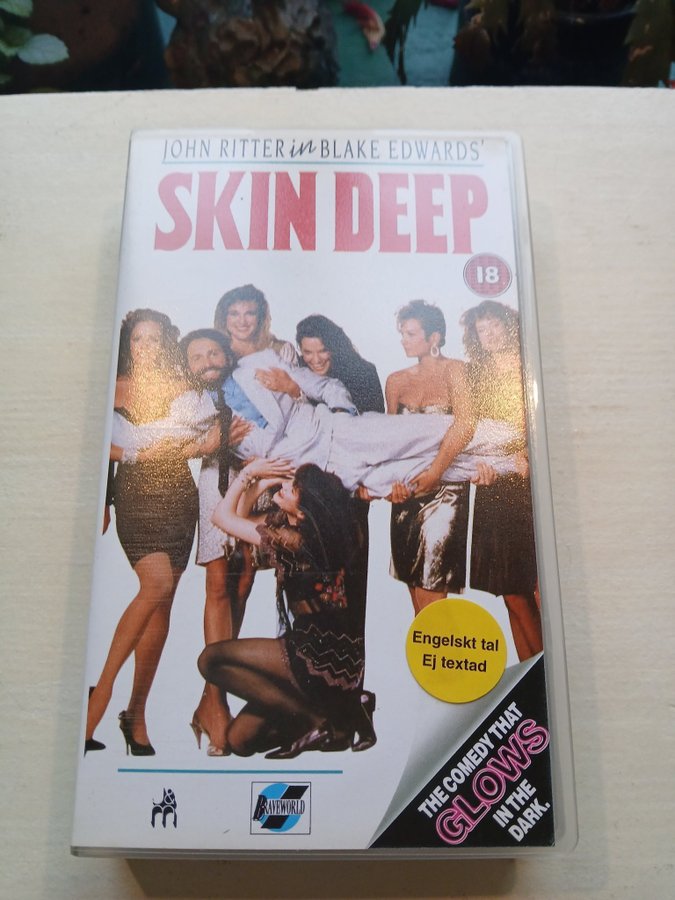 JOHN RITTER in BLAKE EDWARDS'
SKIN DEEP
18
Engelskt tal
Ej textad
THE COMEDY THAT
GLOWS
IN THE
DARK.
J&M
BRAVEWORLD